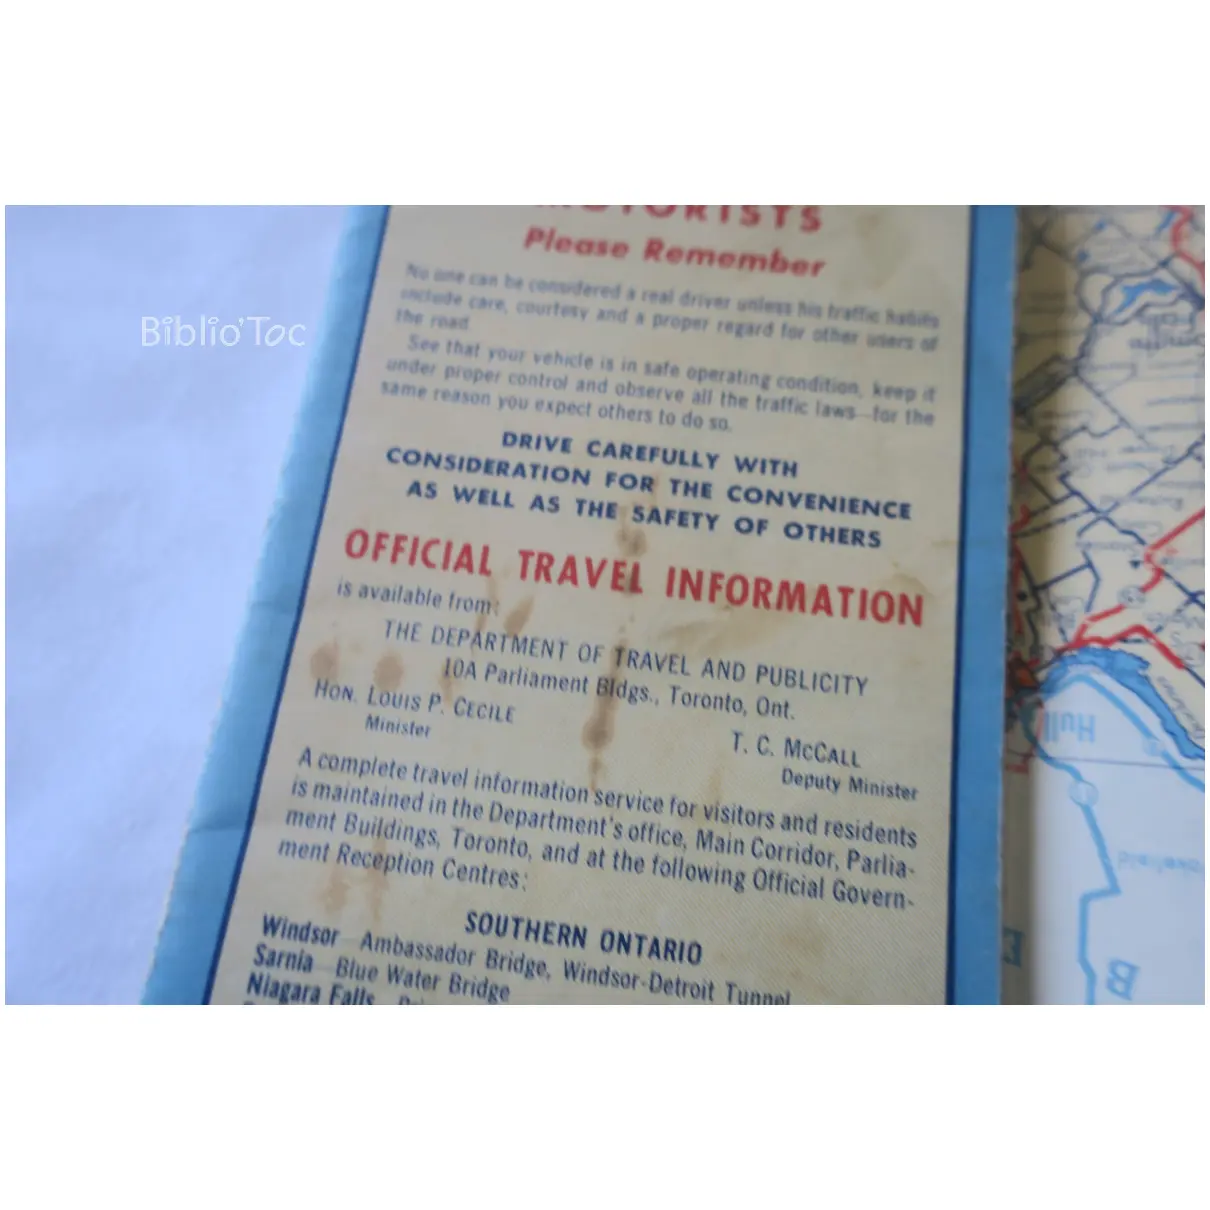 MOTORISTS
Please Remember
No one can be considered a real driver unless his traffic habits
include care, courtesy and a proper regard for other users of
the road.
See that your vehicle is in safe operating condition, keep it
under proper control and observe all the traffic laws—for the
same reason you expect others to do so.
DRIVE CAREFULLY WITH
CONSIDERATION FOR THE CONVENIENCE
AS WELL AS THE SAFETY OF OTHERS
OFFICIAL TRAVEL INFORMATION
is available from:
THE DEPARTMENT OF TRAVEL AND PUBLICITY
10A Parliament Bldgs., Toronto, Ont.
HON. LOUIS P. CECILE
Minister
T. C. McCALL
Deputy Minister
A complete travel information service for visitors and residents
is maintained in the Department's office, Main Corridor, Parlia-
ment Buildings, Toronto, and at the following Official Govern-
ment Reception Centres:
SOUTHERN ONTARIO
Windsor—Ambassador Bridge, Windsor-Detroit Tunnel
Sarnia—Blue Water Bridge
Niagara Falls
Biblio'Toc
Hull
B
E